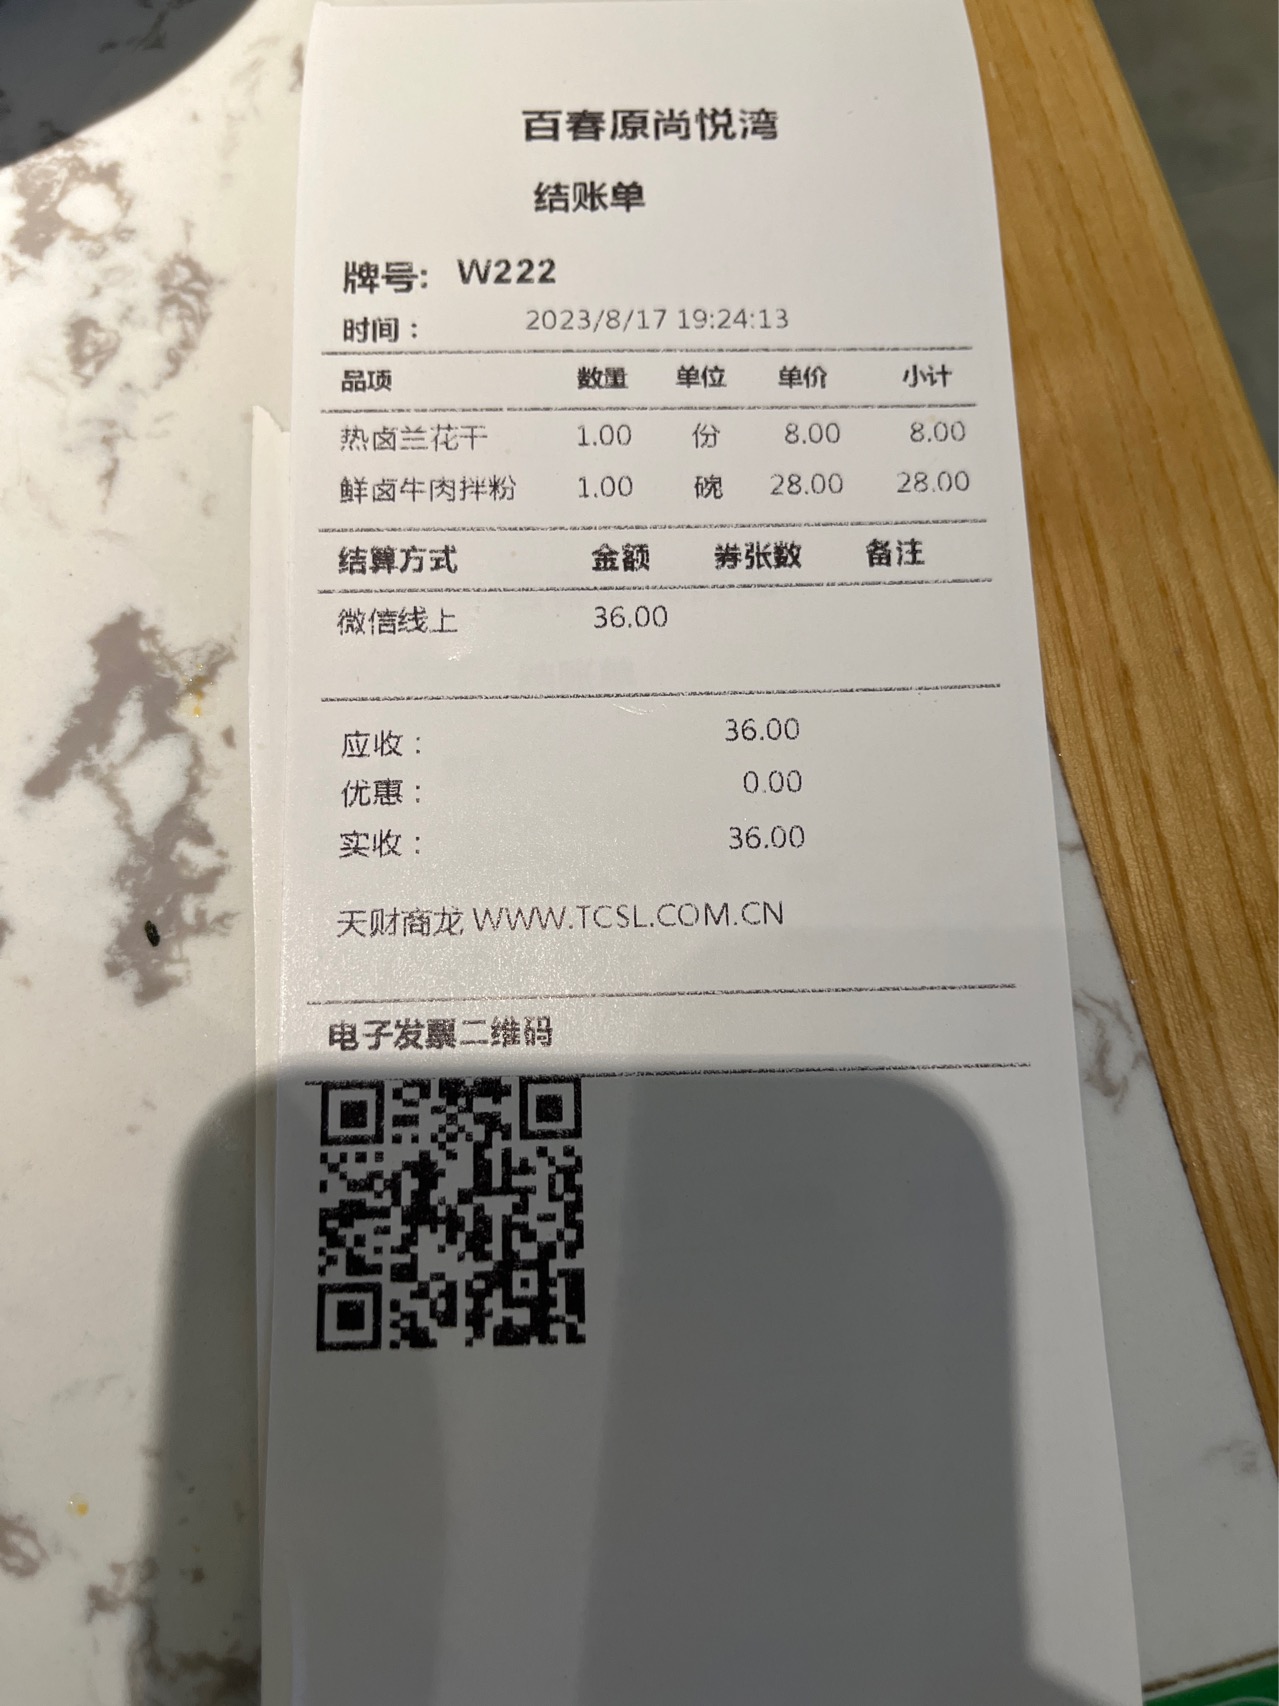 百春原尚悦湾
结账单
牌号: W222
时间： 2023/8/17 19:24:13
品项 数量 单位 单价 小计
热卤兰花干 1.00 份 8.00 8.00
鲜卤牛肉拌粉 1.00 碗 28.00 28.00
结算方式 金额 券张数 备注
微信线上 36.00
应收： 36.00
优惠： 0.00
实收： 36.00
天财商龙 WWW.TCSL.COM.CN
电子发票二维码